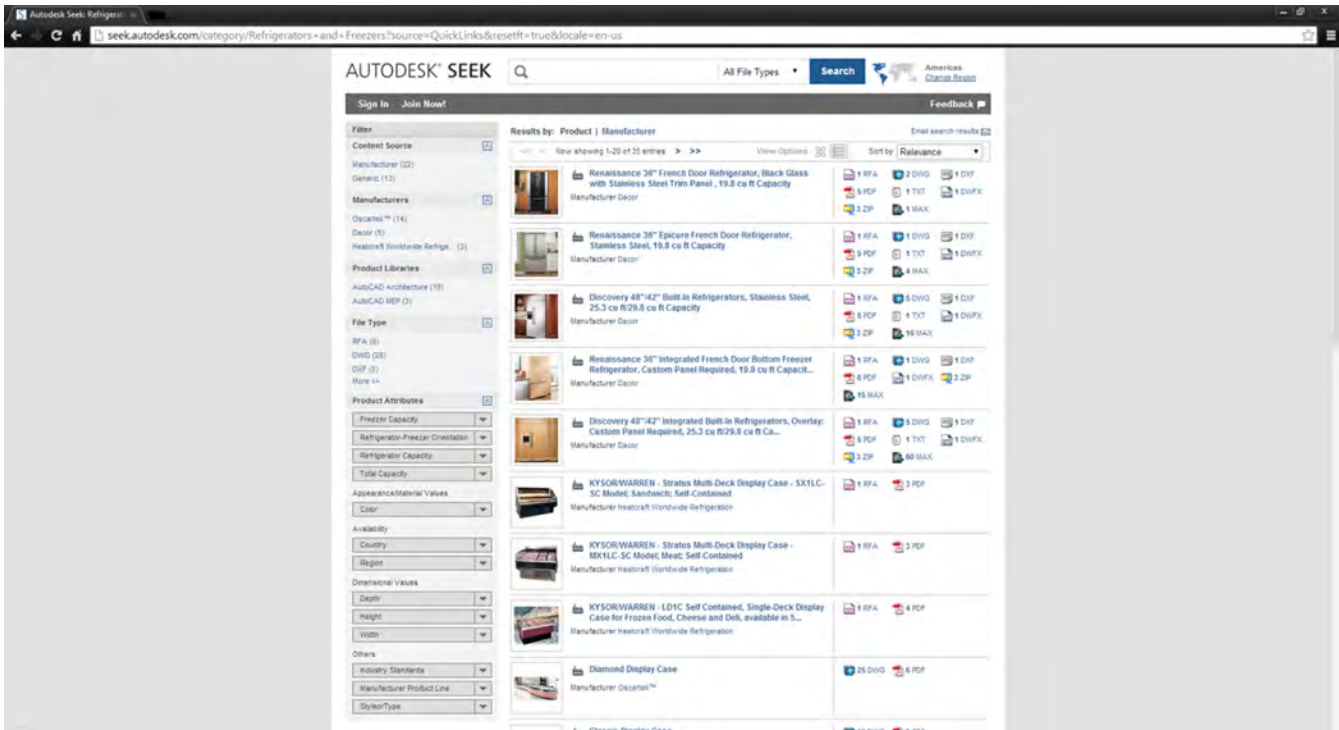 Autodesk Seek: Refrigera
seek.autodesk.com/category/Refrigerators+and+Freezers?source=QuickLinks&resetft=true&locale=en-us
AUTODESK® SEEK
All File Types
Search
Americas
Change Region
Sign In Join Now!
Feedback
Filter
Content Source
Manufacturer (22)
Generic (13)
Manufacturers
Oscartek™ (14)
Dacor (5)
Heatcraft Worldwide Refrige... (3)
Product Libraries
AutoCAD Architecture (10)
AutoCAD MEP (3)
File Type
RFA (8)
DWG (28)
DXF (5)
More >>
Product Attributes
Freezer Capacity
Refrigerator-Freezer Orientation
Refrigerator Capacity
Total Capacity
Appearance/Material Values
Color
Availability
Country
Region
Dimensional Values
Depth
Height
Width
Others
Industry Standards
Manufacturer Product Line
Style/Type
Results by: Product | Manufacturer
Email search results
Now showing 1-20 of 35 entries > >>
View Options
Sort by Relevance
Renaissance 36" French Door Refrigerator, Black Glass
with Stainless Steel Trim Panel , 19.8 cu ft Capacity
Manufacturer Dacor
1 RFA 2 DWG 1 DXF
5 PDF 1 TXT 1 DWFX
3 ZIP 1 MAX
Renaissance 36" Epicure French Door Refrigerator,
Stainless Steel, 19.8 cu ft Capacity
Manufacturer Dacor
1 RFA 1 DWG 1 DXF
5 PDF 1 TXT 1 DWFX
3 ZIP 4 MAX
Discovery 48"/42" Built-In Refrigerators, Stainless Steel,
25.3 cu ft/29.8 cu ft Capacity
Manufacturer Dacor
1 RFA 5 DWG 1 DXF
6 PDF 1 TXT 1 DWFX
3 ZIP 16 MAX
Renaissance 36" Integrated French Door Bottom Freezer
Refrigerator, Custom Panel Required, 19.8 cu ft Capacit...
Manufacturer Dacor
1 RFA 1 DWG 1 DXF
6 PDF 1 DWFX 3 ZIP
16 MAX
Discovery 48"/42" Integrated Built-In Refrigerators, Overlay:
Custom Panel Required, 25.3 cu ft/29.8 cu ft Ca...
Manufacturer Dacor
1 RFA 5 DWG 1 DXF
6 PDF 1 TXT 1 DWFX
3 ZIP 60 MAX
KYSOR/WARREN - Stratus Multi-Deck Display Case - SX1LC-
SC Model; Sandwich; Self-Contained
Manufacturer Heatcraft Worldwide Refrigeration
1 RFA 3 PDF
KYSOR/WARREN - Stratus Multi-Deck Display Case -
MX1LC-SC Model; Meat; Self-Contained
Manufacturer Heatcraft Worldwide Refrigeration
1 RFA 3 PDF
KYSOR/WARREN - LD1C Self Contained, Single-Deck Display
Case for Frozen Food, Cheese and Deli, available in 5...
Manufacturer Heatcraft Worldwide Refrigeration
1 RFA 4 PDF
Diamond Display Case
Manufacturer Oscartek™
25 DWG 6 PDF